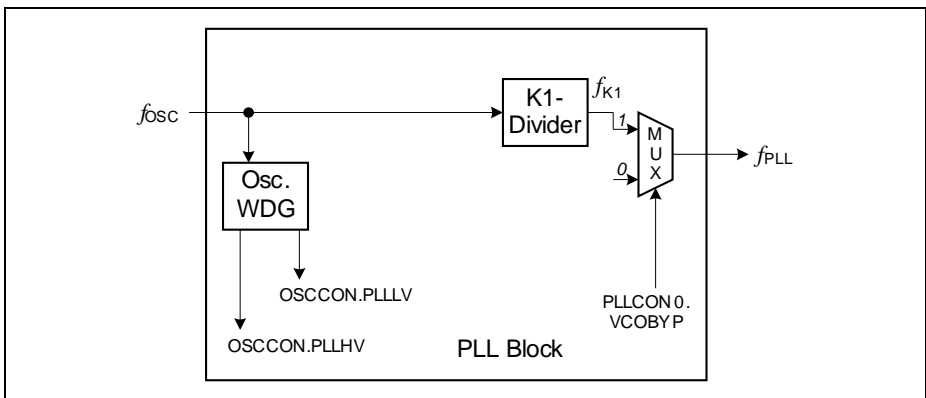 fOSC
K1-
Divider
fK1
1
0
M
U
X
fPLL
Osc.
WDG
OSCCON.PLLLV
OSCCON.PLLHV
PLLCON0.
VCOBYP
PLL Block